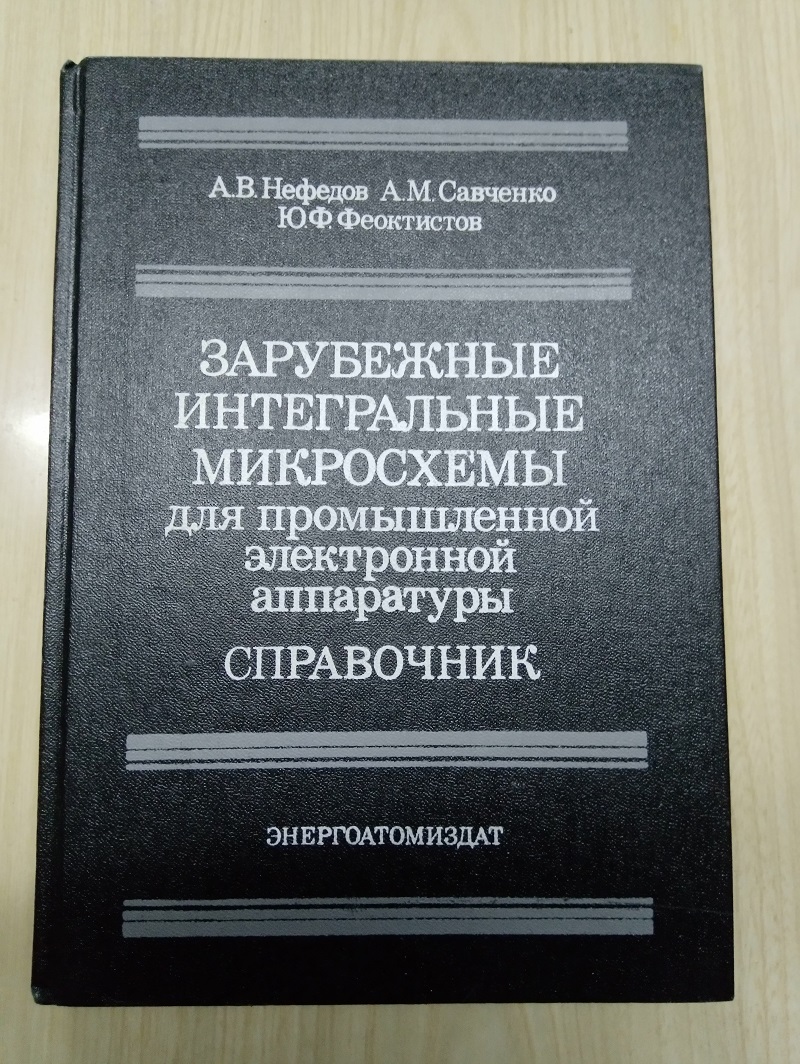 А.В.Нефедов А.М.Савченко
Ю.Ф.Феоктистов
ЗАРУБЕЖНЫЕ
ИНТЕГРАЛЬНЫЕ
МИКРОСХЕМЫ
для промышленной
электронной
аппаратуры
СПРАВОЧНИК
ЭНЕРГОАТОМИЗДАТ